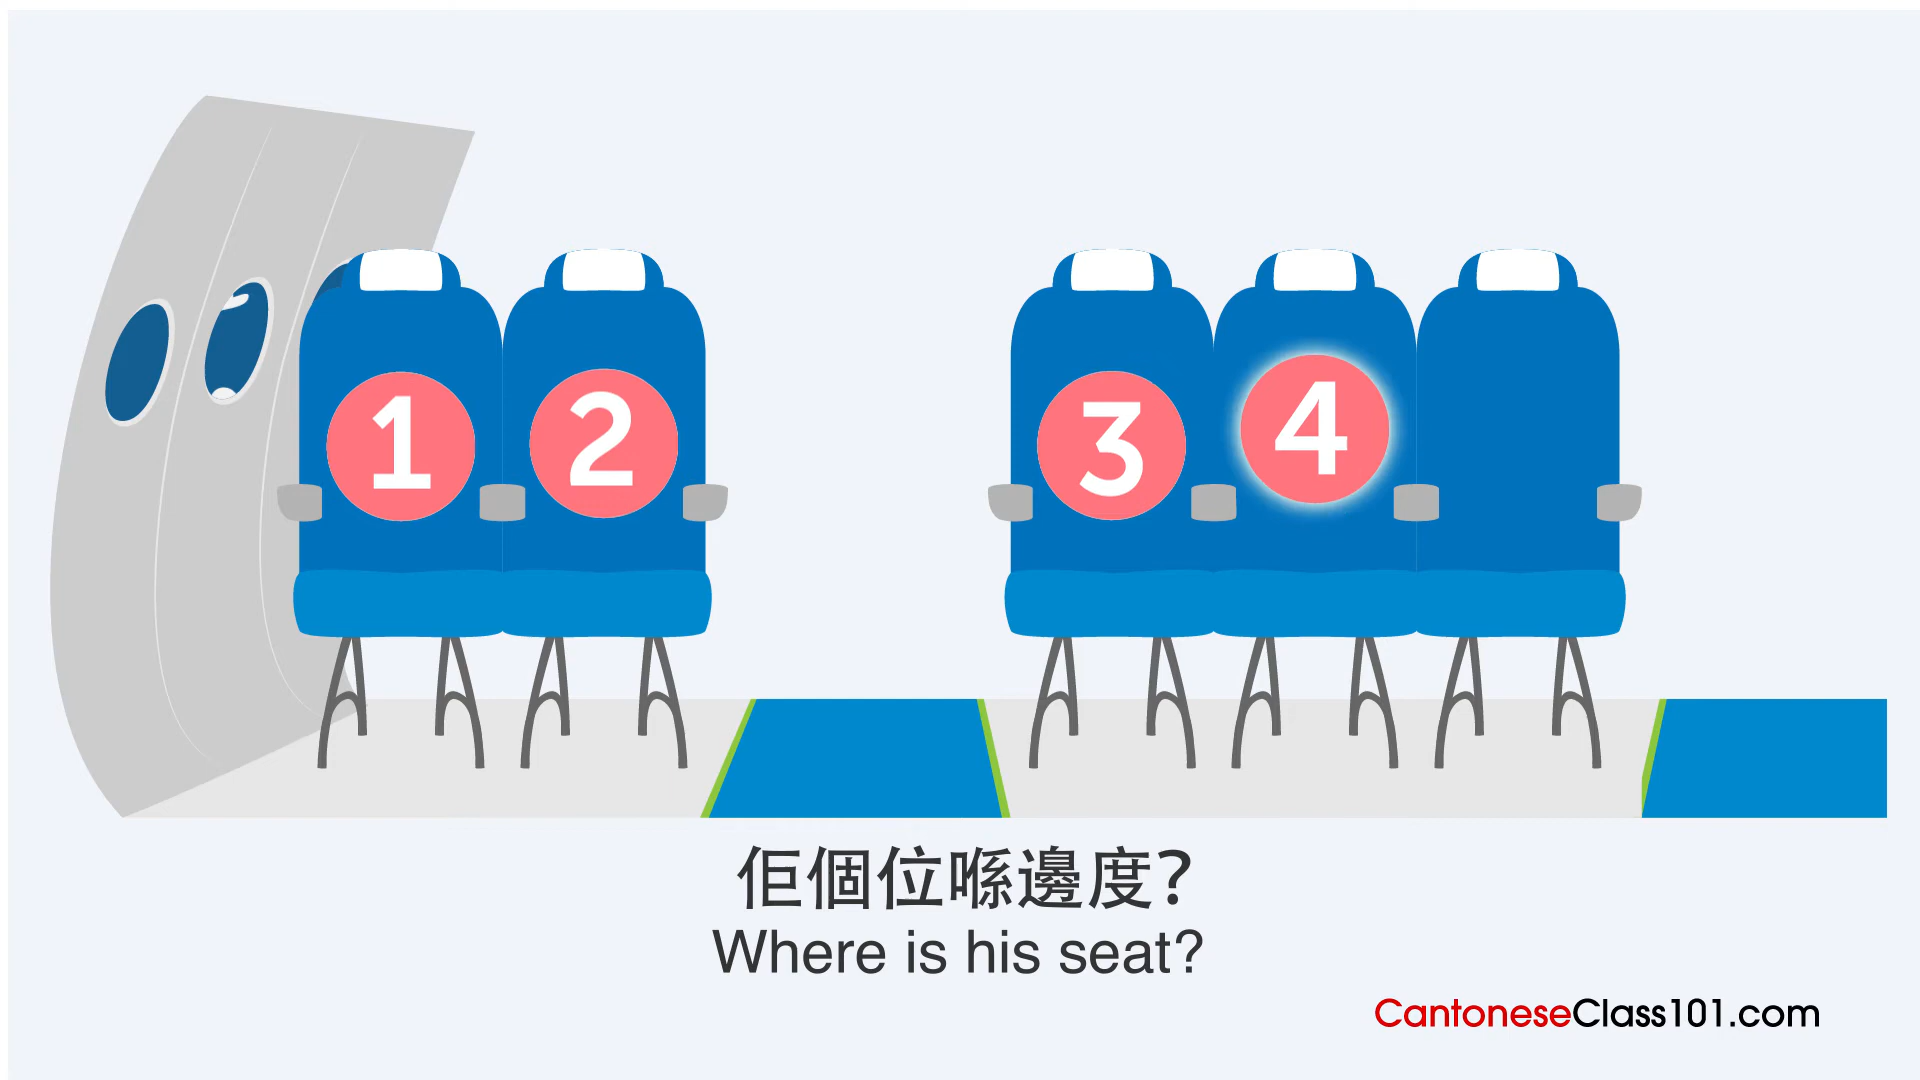 1
2
3
4
佢個位喺邊度？
Where is his seat?
CantoneseClass101.com